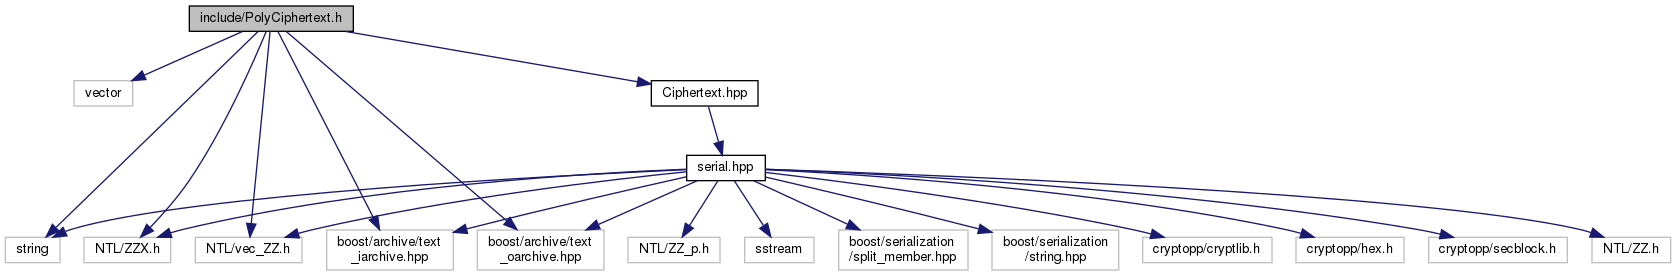 include/PolyCiphertext.h
vector
Ciphertext.hpp
serial.hpp
string
NTL/ZZX.h
NTL/vec_ZZ.h
boost/archive/text
_iarchive.hpp
boost/archive/text
_oarchive.hpp
NTL/ZZ_p.h
sstream
boost/serialization
/split_member.hpp
boost/serialization
/string.hpp
cryptopp/cryptlib.h
cryptopp/hex.h
cryptopp/secblock.h
NTL/ZZ.h